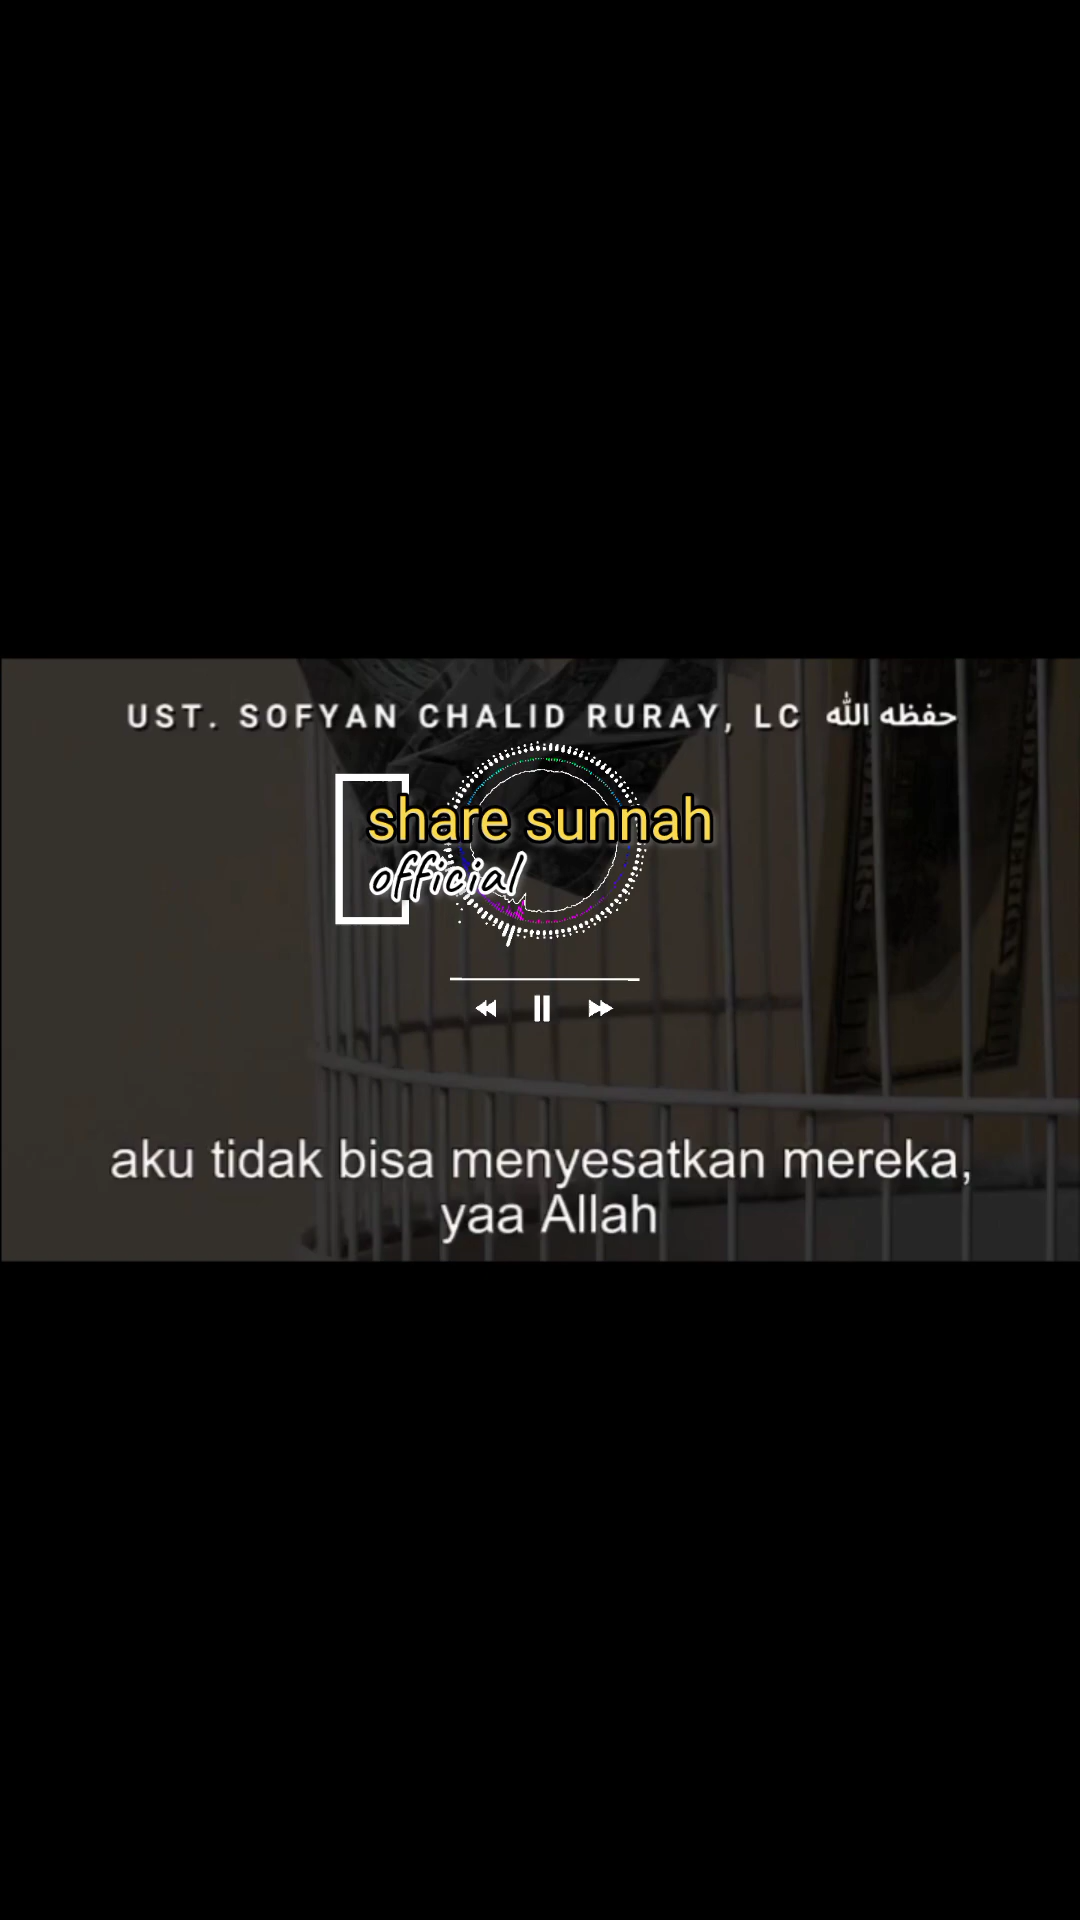 UST. SOFYAN CHALID RURAY, LC حفظه الله
share sunnah
official
aku tidak bisa menyesatkan mereka,
yaa Allah